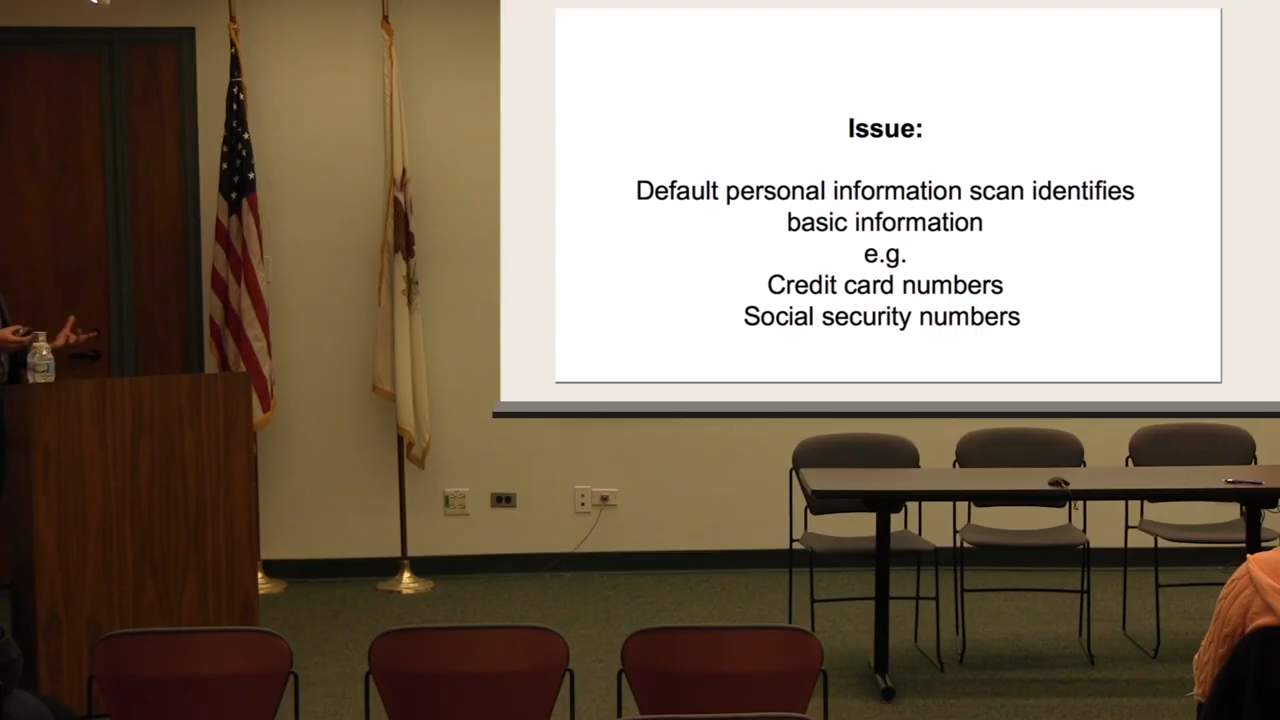 Issue:
Default personal information scan identifies
basic information
e.g.
Credit card numbers
Social security numbers